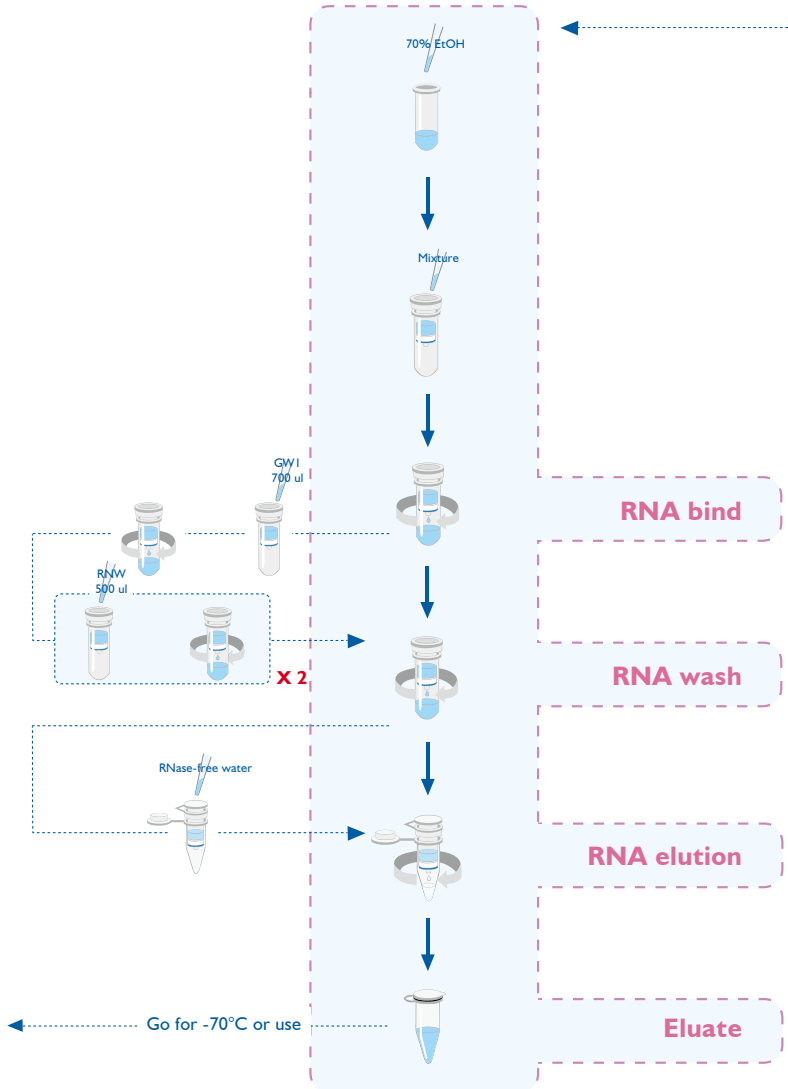 70% EtOH
Mixture
GW1
700 ul
RNA bind
RNW
500 ul
X 2
RNA wash
RNase-free water
RNA elution
Go for -70°C or use
Eluate